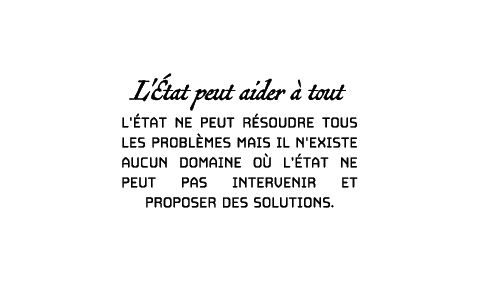 L'État peut aider à tout
L'ÉTAT NE PEUT RÉSOUDRE TOUS
LES PROBLÈMES MAIS IL N'EXISTE
AUCUN DOMAINE OÙ L'ÉTAT NE
PEUT PAS INTERVENIR ET
PROPOSER DES SOLUTIONS.